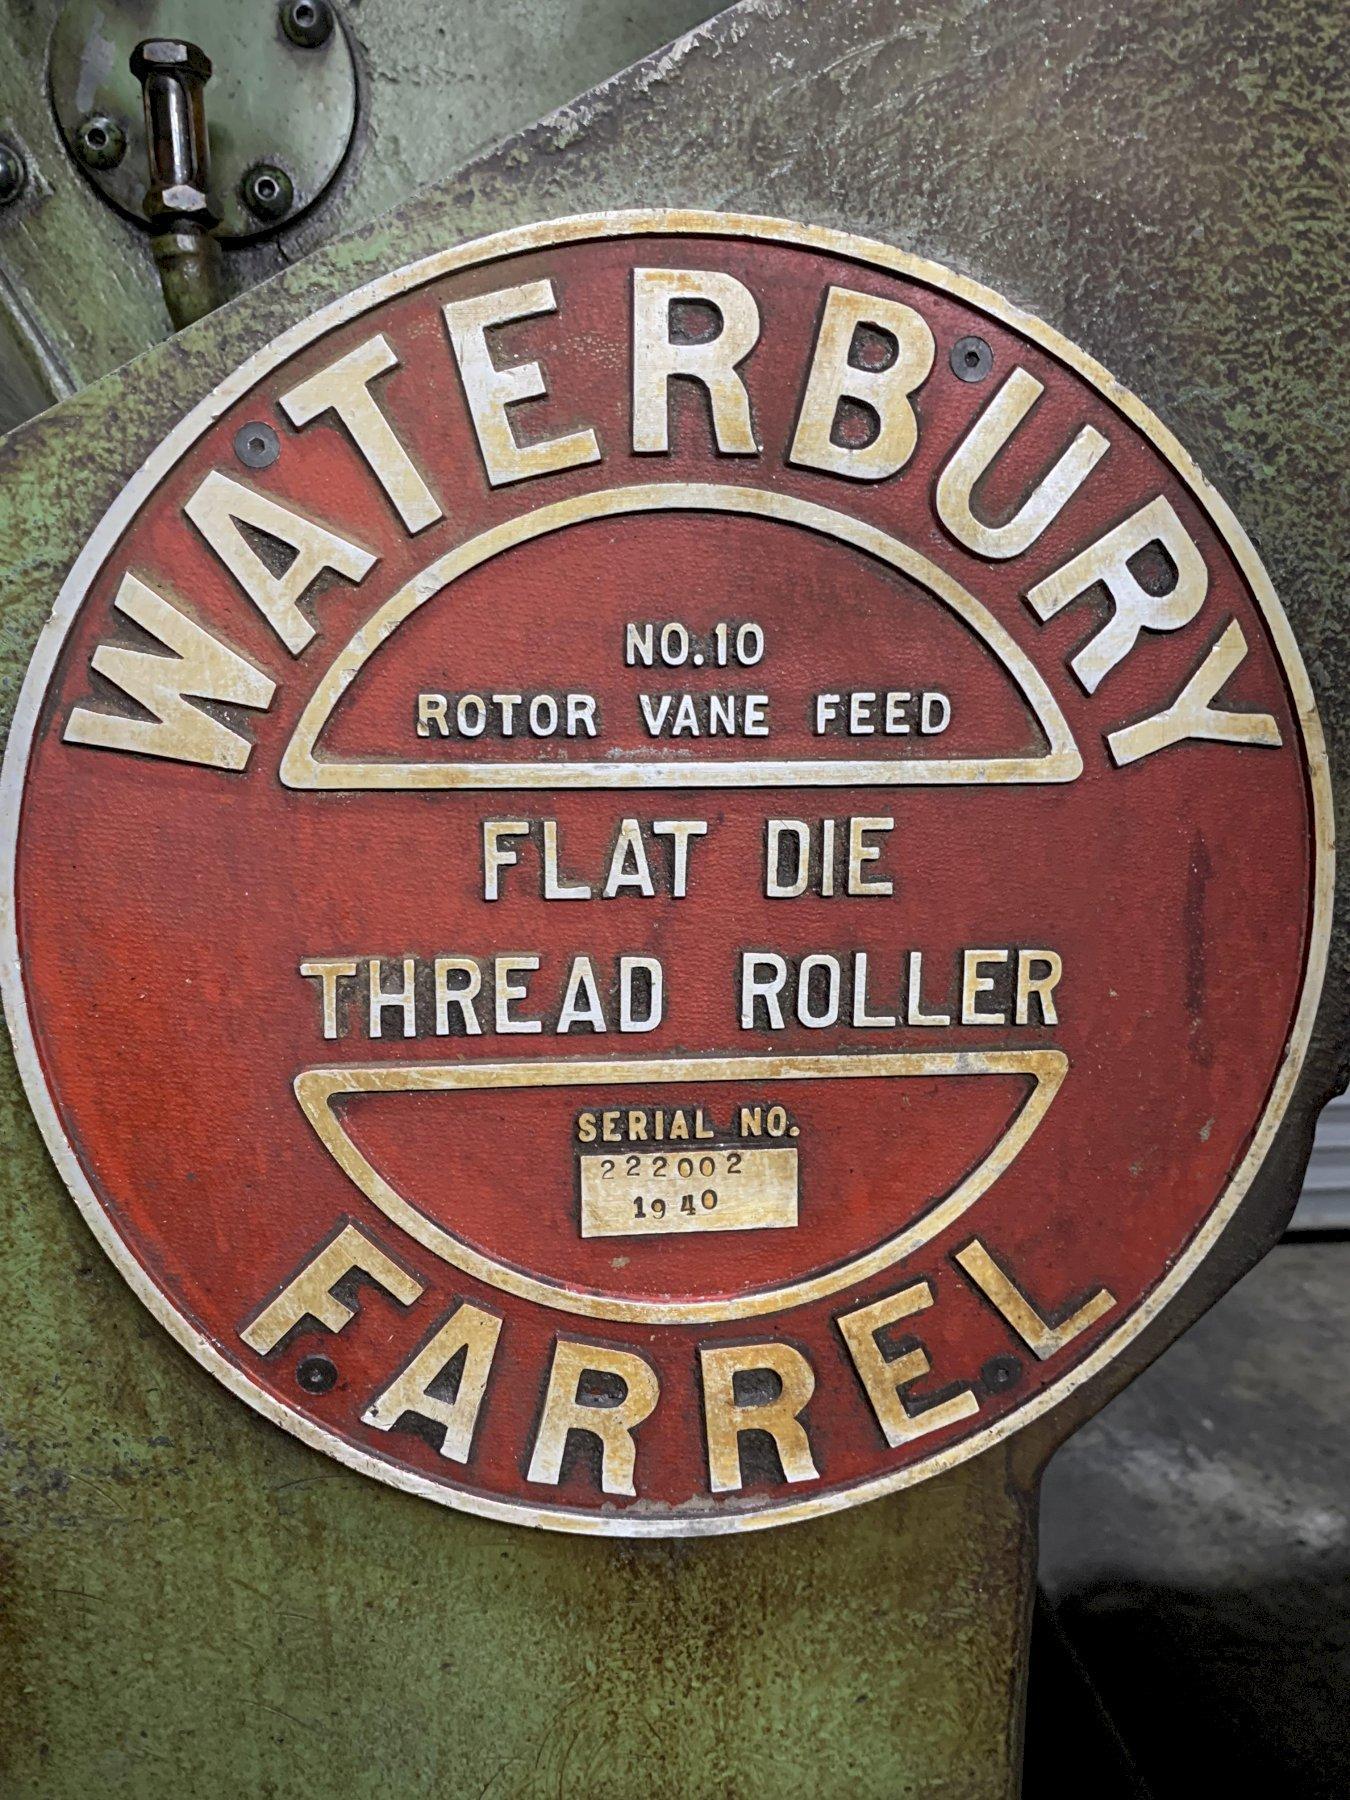 WATERBURY
NO.10
ROTOR VANE FEED
FLAT DIE
THREAD ROLLER
SERIAL NO.
222002
1940
FARREL